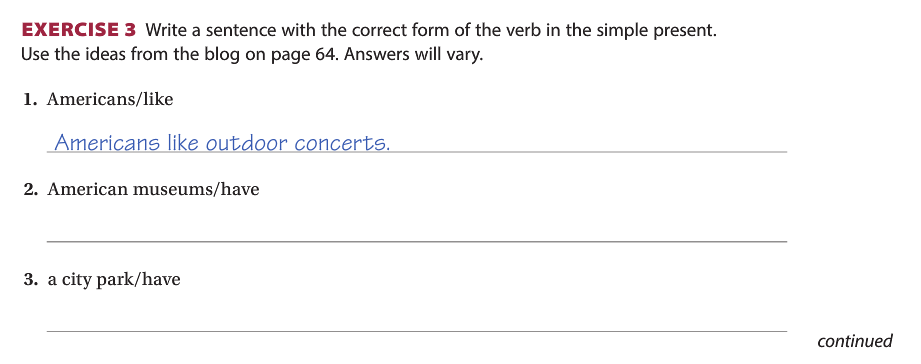 EXERCISE 3 Write a sentence with the correct form of the verb in the simple present.
Use the ideas from the blog on page 64. Answers will vary.
1. Americans/like
Americans like outdoor concerts.
2. American museums/have
3. a city park/have
continued